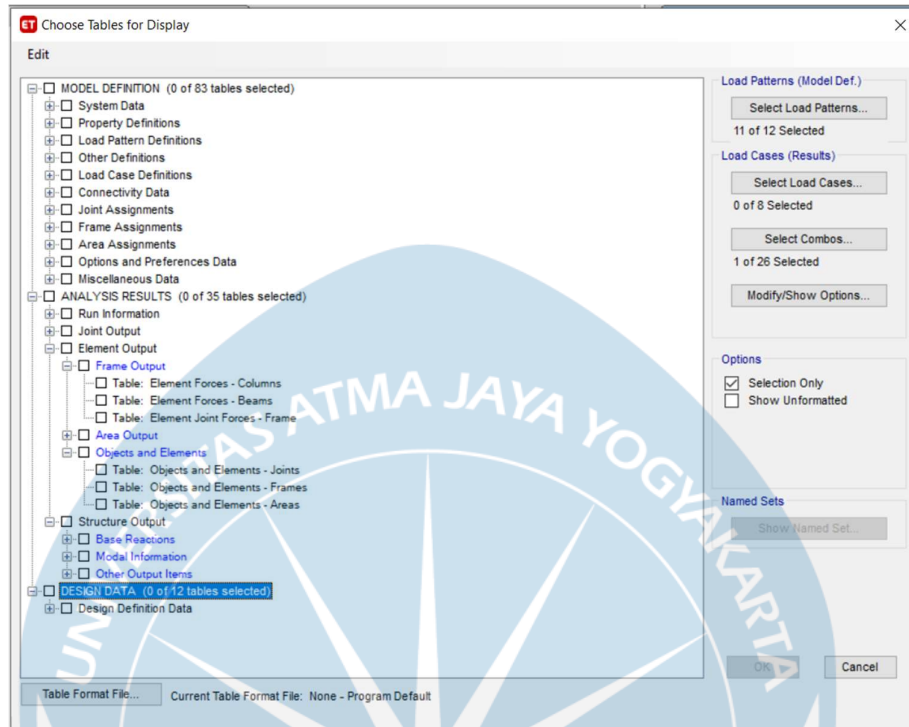 ET Choose Tables for Display
Edit
MODEL DEFINITION (0 of 83 tables selected)
System Data
Property Definitions
Load Pattern Definitions
Other Definitions
Load Case Definitions
Connectivity Data
Joint Assignments
Frame Assignments
Area Assignments
Options and Preferences Data
Miscellaneous Data
ANALYSIS RESULTS (0 of 35 tables selected)
Run Information
Joint Output
Element Output
Frame Output
Table: Element Forces - Columns
Table: Element Forces - Beams
Table: Element Joint Forces - Frame
Area Output
Objects and Elements
Table: Objects and Elements - Joints
Table: Objects and Elements - Frames
Table: Objects and Elements - Areas
Structure Output
Base Reactions
Modal Information
Other Output Items
DESIGN DATA (0 of 12 tables selected)
Design Definition Data
Load Patterns (Model Def.)
Select Load Patterns...
11 of 12 Selected
Load Cases (Results)
Select Load Cases...
0 of 8 Selected
Select Combos...
1 of 26 Selected
Modify/Show Options...
Options
Selection Only
Show Unformatted
Named Sets
Show Named Set...
OK
Cancel
Table Format File...
Current Table Format File: None - Program Default
UNIVERSITAS ATMA JAYA YOGYAKARTA